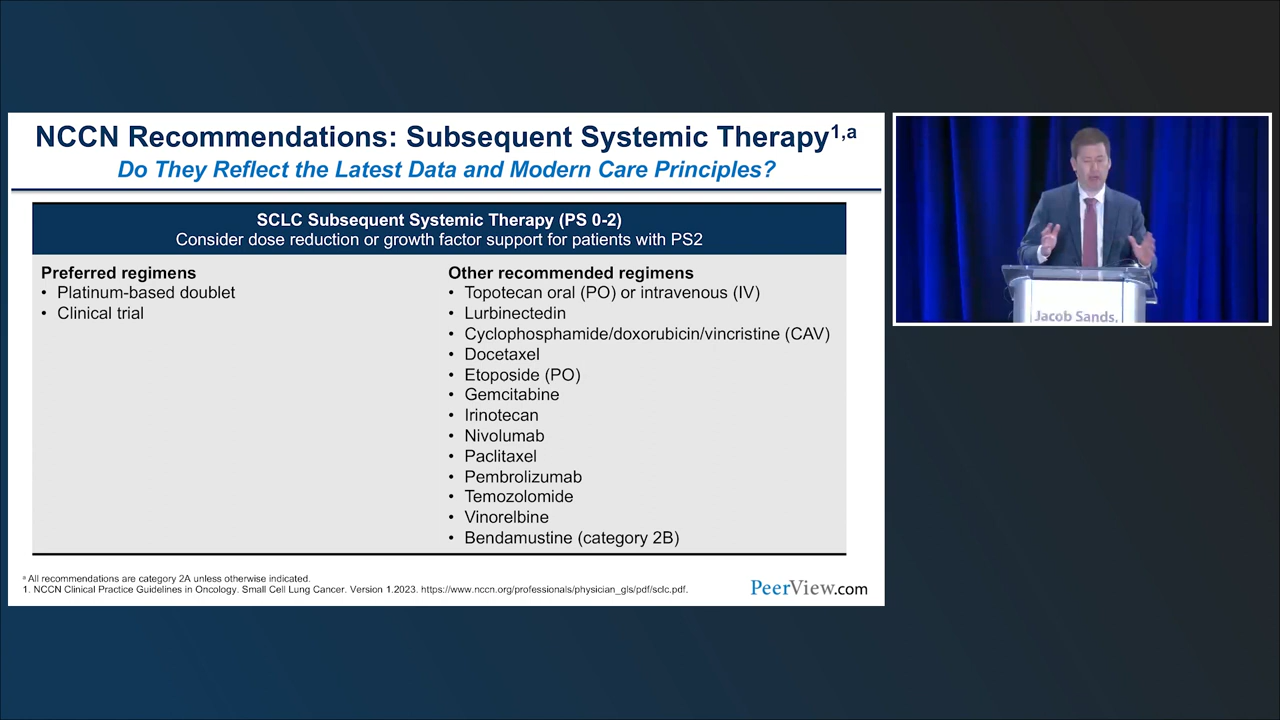 NCCN Recommendations: Subsequent Systemic Therapy1,a
Do They Reflect the Latest Data and Modern Care Principles?
SCLC Subsequent Systemic Therapy (PS 0-2)
Consider dose reduction or growth factor support for patients with PS2
Preferred regimens
• Platinum-based doublet
• Clinical trial
Other recommended regimens
• Topotecan oral (PO) or intravenous (IV)
• Lurbinectedin
• Cyclophosphamide/doxorubicin/vincristine (CAV)
• Docetaxel
• Etoposide (PO)
• Gemcitabine
• Irinotecan
• Nivolumab
• Paclitaxel
• Pembrolizumab
• Temozolomide
• Vinorelbine
• Bendamustine (category 2B)
a All recommendations are category 2A unless otherwise indicated.
1. NCCN Clinical Practice Guidelines in Oncology. Small Cell Lung Cancer. Version 1.2023. https://www.nccn.org/professionals/physician_gls/pdf/sclc.pdf.
PeerView.com
Jacob Sands,